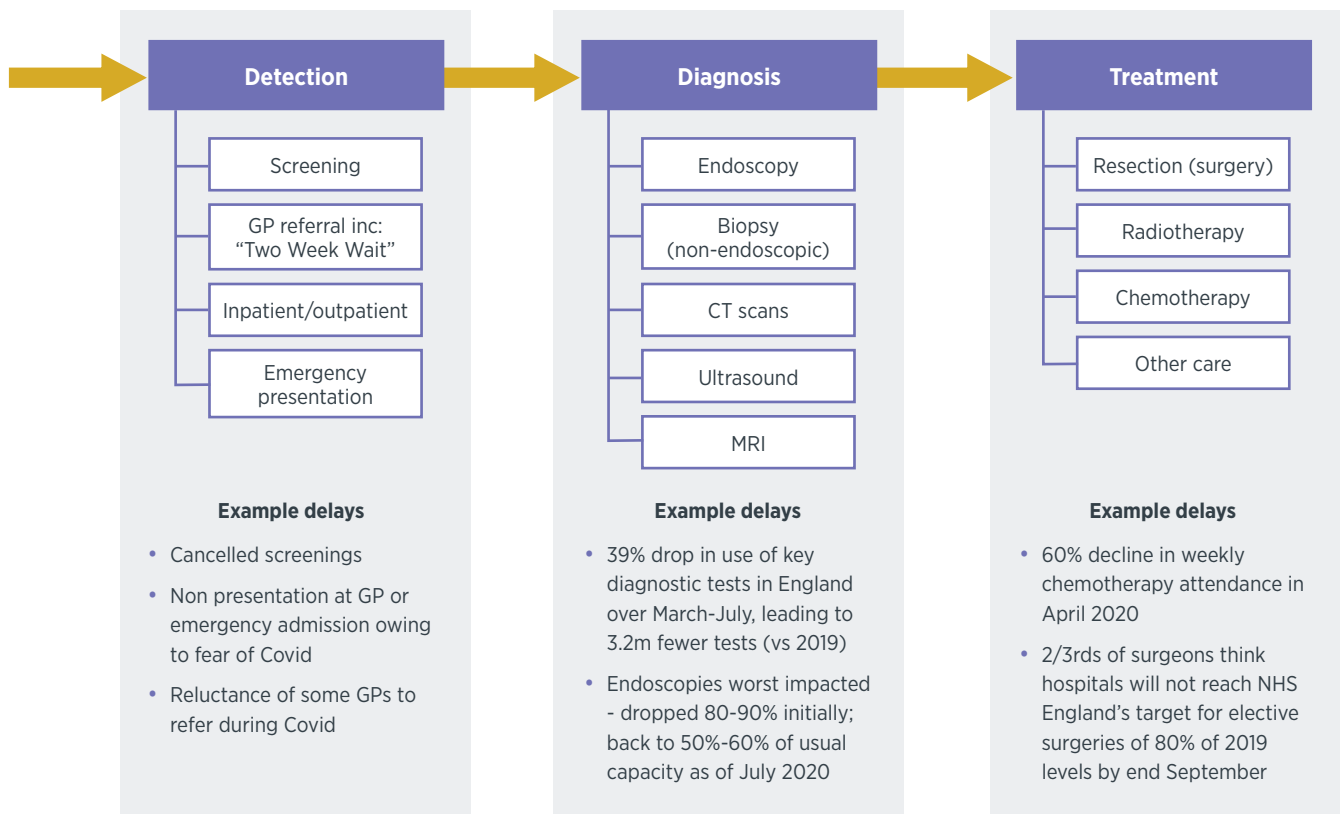 Detection
Screening
GP referral inc:
“Two Week Wait”
Inpatient/outpatient
Emergency
presentation
Example delays
• Cancelled screenings
• Non presentation at GP or
emergency admission owing
to fear of Covid
• Reluctance of some GPs to
refer during Covid
Diagnosis
Endoscopy
Biopsy
(non-endoscopic)
CT scans
Ultrasound
MRI
Example delays
• 39% drop in use of key
diagnostic tests in England
over March-July, leading to
3.2m fewer tests (vs 2019)
• Endoscopies worst impacted
- dropped 80-90% initially;
back to 50%-60% of usual
capacity as of July 2020
Treatment
Resection (surgery)
Radiotherapy
Chemotherapy
Other care
Example delays
• 60% decline in weekly
chemotherapy attendance in
April 2020
• 2/3rds of surgeons think
hospitals will not reach NHS
England’s target for elective
surgeries of 80% of 2019
levels by end September